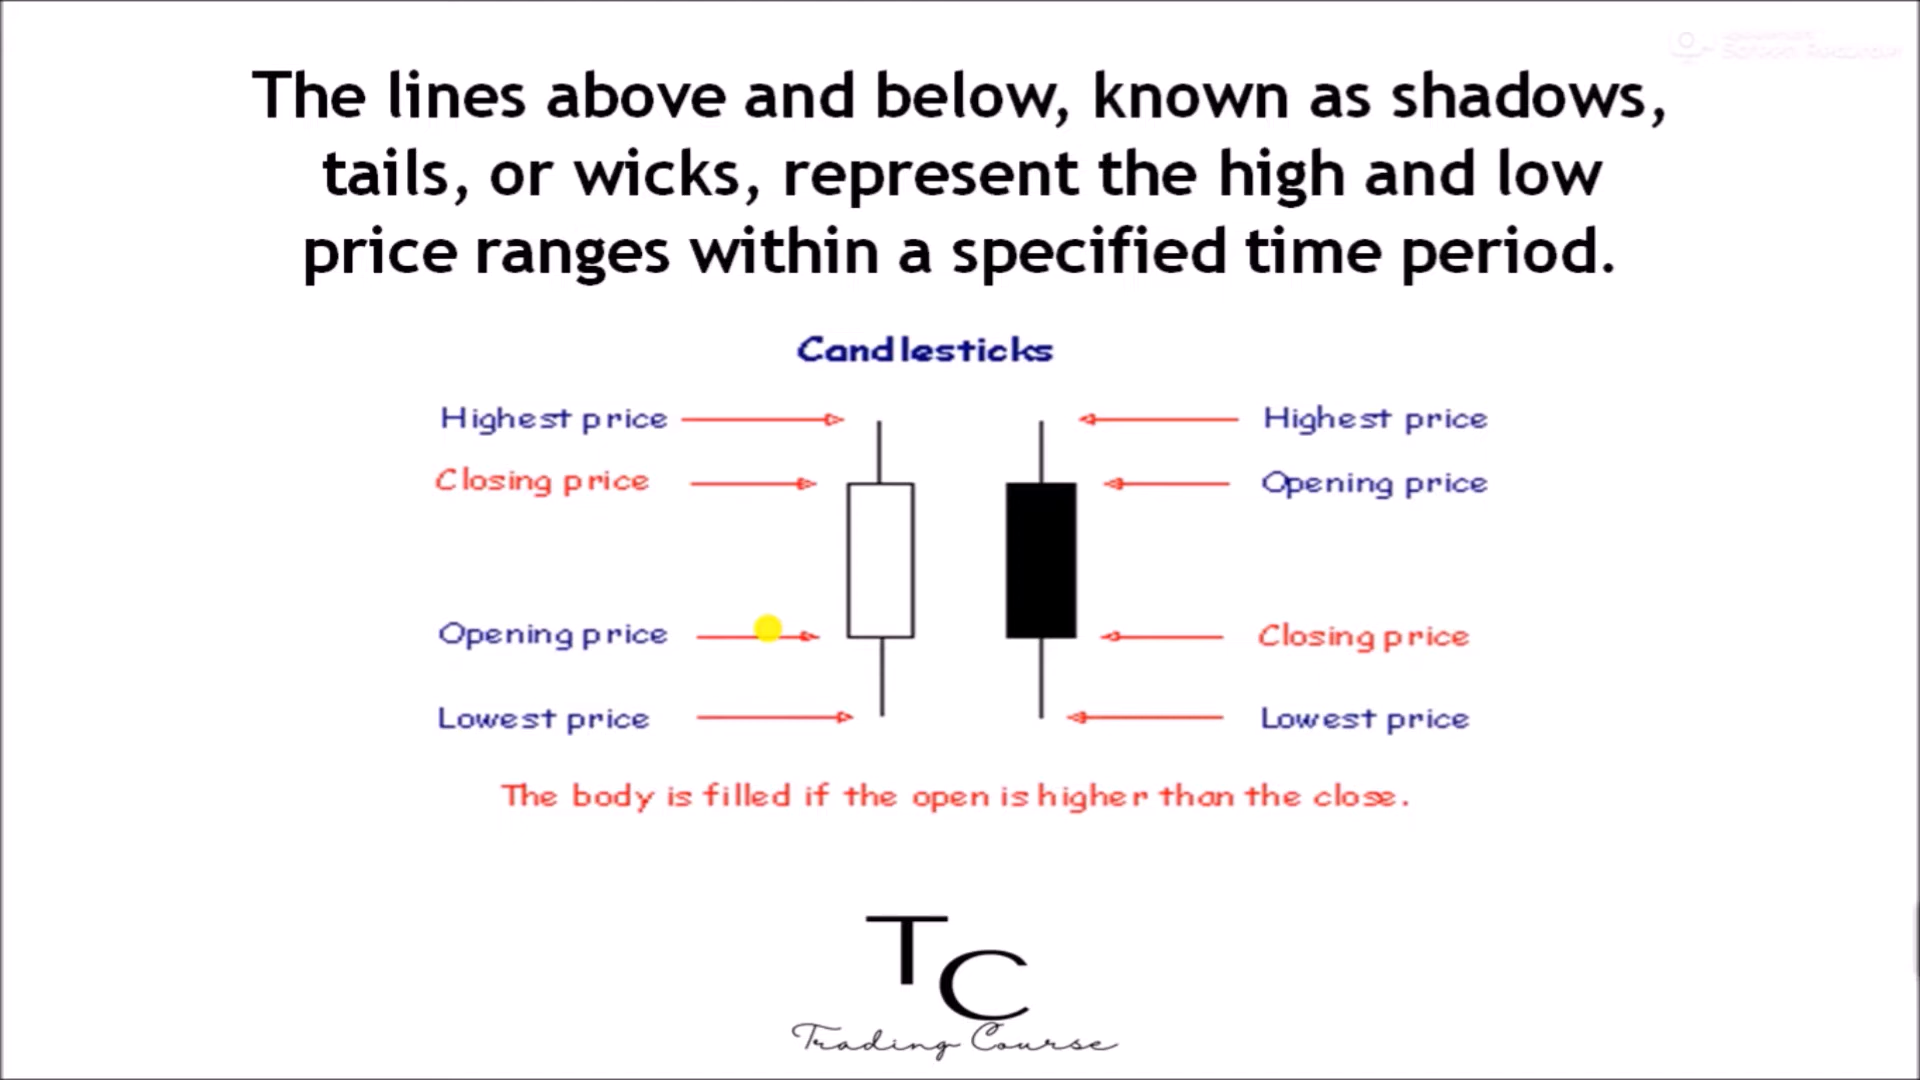 The lines above and below, known as shadows,
tails, or wicks, represent the high and low
price ranges within a specified time period.
Candlesticks
Highest price
Highest price
Closing price
Opening price
Opening price
Closing price
Lowest price
Lowest price
The body is filled if the open is higher than the close.
TC
Trading Course